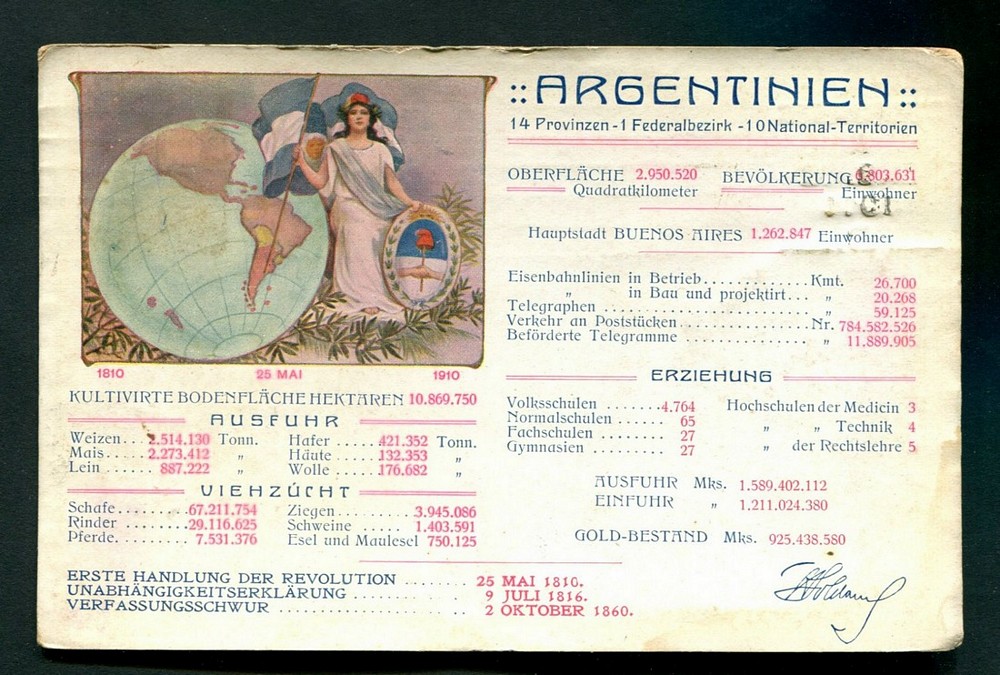 ::ARGENTINIEN::
14 Provinzen-1 Federalbezirk -10 National-Territorien
OBERFLÄCHE 2.950.520 Quadratkilometer
BEVÖLKERUNG .803.631 Einwohner
Hauptstadt BUENOS AIRES 1.262.847 Einwohner
Eisenbahnlinien in Betrieb.............Kmt. 26.700
„ in Bau und projektirt... „ 20.268
Telegraphen .......................... „ 59.125
Verkehr an Poststücken.................Nr. 784.582.526
Beförderte Telegramme ............... „ 11.889.905
ERZIEHUNG
Volksschulen .......4.764
Normalschulen ...... 65
Fachschulen ........ 27
Gymnasien .......... 27
Hochschulen der Medicin 3
„ „ Technik 4
„ der Rechtslehre 5
AUSFUHR Mks. 1.589.402.112
EINFUHR „ 1.211.024.380
GOLD-BESTAND Mks. 925.438.580
1810 25 MAI 1910
KULTIVIRTE BODENFLÄCHE HEKTAREN 10.869.750
AUSFUHR
Weizen... 2.514.130 Tonn.
Mais..... 2.273.412 „
Lein ..... 887.222 „
Hafer ..... 421.352 Tonn.
Häute ..... 132.353 „
Wolle ..... 176.682 „
VIEHZUCHT
Schafe.........67.211.754
Rinder ........29.116.625
Pferde......... 7.531.376
Ziegen.......... 3.945.086
Schweine ..... 1.403.591
Esel und Maulesel 750.125
ERSTE HANDLUNG DER REVOLUTION ........ 25 MAI 1810.
UNABHÄNGIGKEITSERKLÄRUNG ............. 9 JULI 1816.
VERFASSUNGSSCHWUR ...................... 2 OKTOBER 1860.